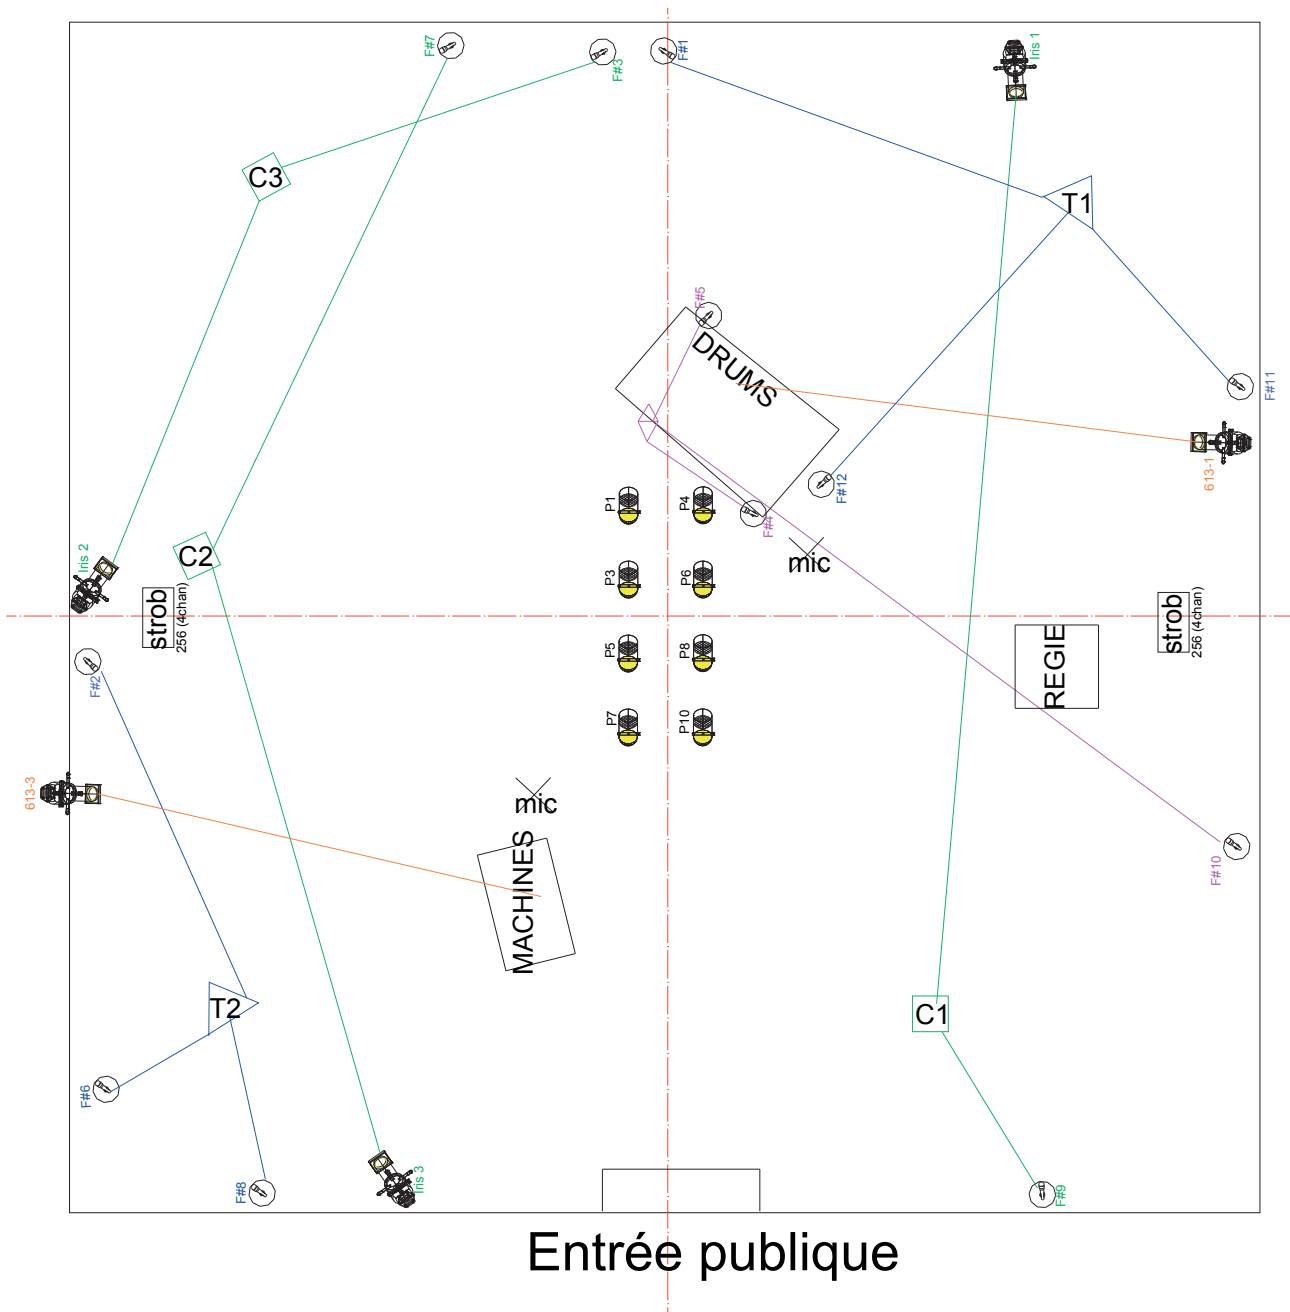 F#7
F#3
F#1
Iris 1
C3
T1
F#5
DRUMS
F#11
613-1
F#12
F#4
P1
P4
mic
Iris 2
C2
P3
P6
strob
256 (4chan)
strob
256 (4chan)
F#2
P5
P8
REGIE
P7
P10
613-3
mic
MACHINES
F#10
T2
C1
F#6
F#8
Iris 3
F#9
Entrée publique